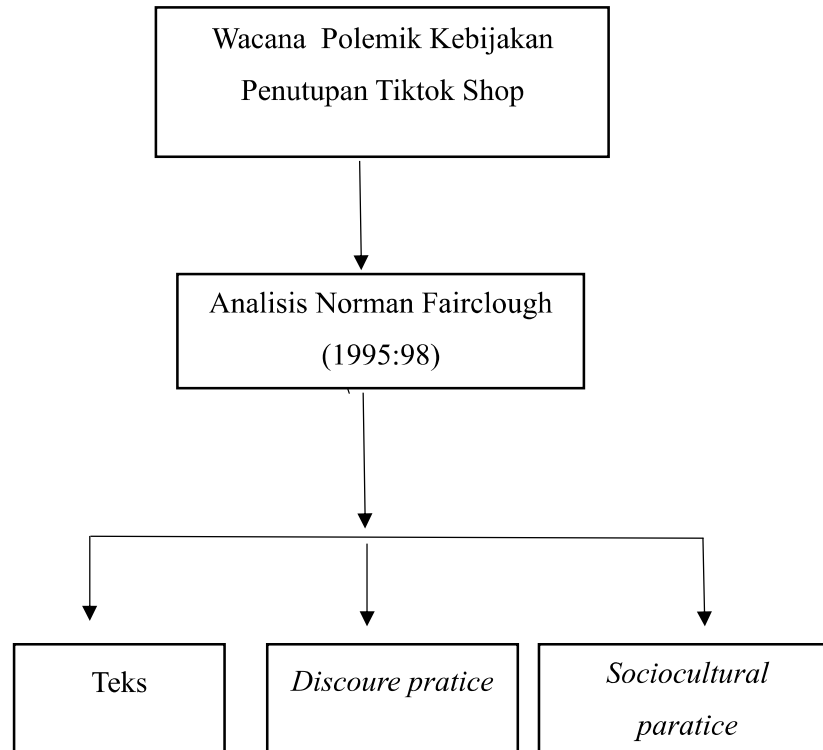 Wacana Polemik Kebijakan
Penutupan Tiktok Shop
Analisis Norman Fairclough
(1995:98)
Teks
Discoure pratice
Sociocultural
paratice